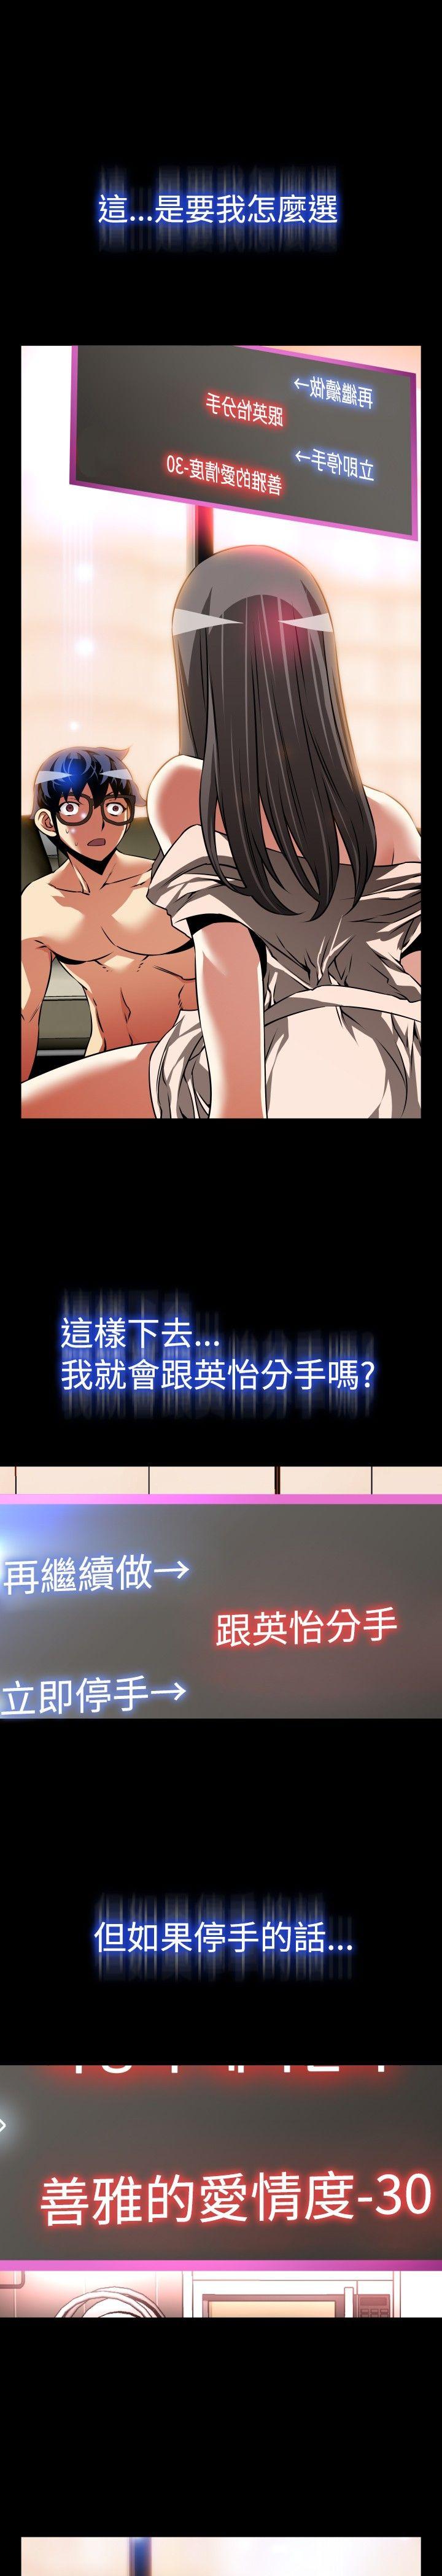 這...是要我怎麼選
再繼續做→
跟英怡分手
立即停手→
善雅的愛情度-30
這樣下去...
我就會跟英怡分手嗎?
再繼續做→
跟英怡分手
立即停手→
但如果停手的話...
善雅的愛情度-30